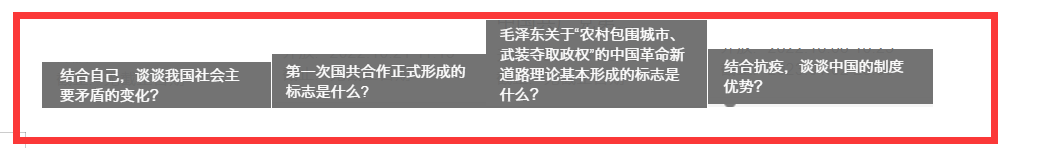 结合自己，谈谈我国社会主
要矛盾的变化？
第一次国共合作正式形成的
标志是什么？
毛泽东关于“农村包围城市、
武装夺取政权”的中国革命新
道路理论基本形成的标志是
什么？
结合抗疫，谈谈中国的制度
优势？